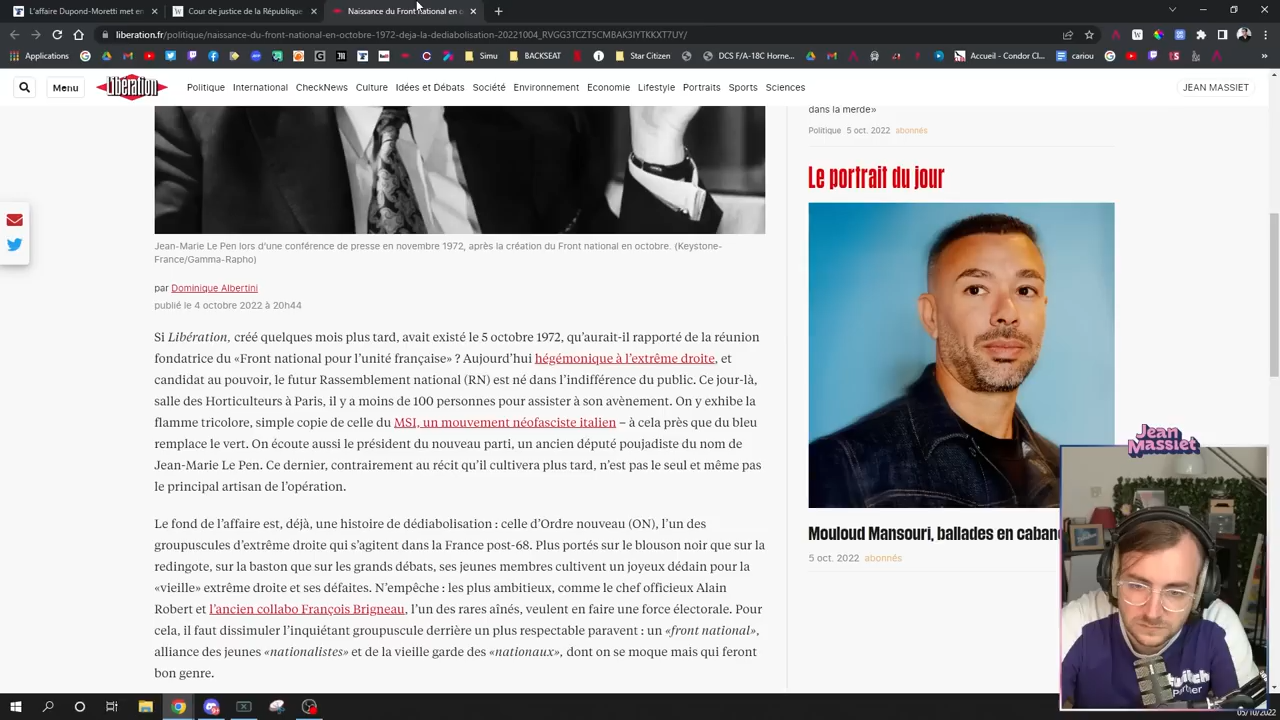 L'affaire Dupond-Moretti met en
Cour de Justice de la République
Naissance du Front national en o
liberation.fr/politique/naissance-du-front-national-en-octobre-1972-deja-la-dediabolisation-20221004_RVGG3TCZT5CMBAK3IYTKKXT7UY/
Applications
Simu
BACKSEAT
Star Citizen
DCS F/A-18C Horne...
Accueil - Condor Cl...
cariou
Menu
Libération
Politique International CheckNews Culture Idées et Débats Société Environnement Economie Lifestyle Portraits Sports Sciences
JEAN MASSIET
dans la merde»
Politique 5 oct. 2022 abonnés
Le portrait du jour
Jean-Marie Le Pen lors d'une conférence de presse en novembre 1972, après la création du Front national en octobre. (Keystone-
France/Gamma-Rapho)
par Dominique Albertini
publié le 4 octobre 2022 à 20h44
Si Libération, créé quelques mois plus tard, avait existé le 5 octobre 1972, qu'aurait-il rapporté de la réunion
fondatrice du «Front national pour l'unité française» ? Aujourd'hui hégémonique à l'extrême droite, et
candidat au pouvoir, le futur Rassemblement national (RN) est né dans l'indifférence du public. Ce jour-là,
salle des Horticulteurs à Paris, il y a moins de 100 personnes pour assister à son avènement. On y exhibe la
flamme tricolore, simple copie de celle du MSI, un mouvement néofasciste italien – à cela près que du bleu
remplace le vert. On écoute aussi le président du nouveau parti, un ancien député poujadiste du nom de
Jean-Marie Le Pen. Ce dernier, contrairement au récit qu'il cultivera plus tard, n'est pas le seul et même pas
le principal artisan de l'opération.
Le fond de l'affaire est, déjà, une histoire de dédiabolisation : celle d'Ordre nouveau (ON), l'un des
groupuscules d'extrême droite qui s'agitent dans la France post-68. Plus portés sur le blouson noir que sur la
redingote, sur la baston que sur les grands débats, ses jeunes membres cultivent un joyeux dédain pour la
«vieille» extrême droite et ses défaites. N'empêche : les plus ambitieux, comme le chef officieux Alain
Robert et l'ancien collabo François Brigneau, l'un des rares aînés, veulent en faire une force électorale. Pour
cela, il faut dissimuler l'inquiétant groupuscule derrière un plus respectable paravent : un «front national»,
alliance des jeunes «nationalistes» et de la vieille garde des «nationaux», dont on se moque mais qui feront
bon genre.
Mouloud Mansouri, ballades en caban
5 oct. 2022 abonnés
Jean
Massiet
twitch
Partner
05/10/2022